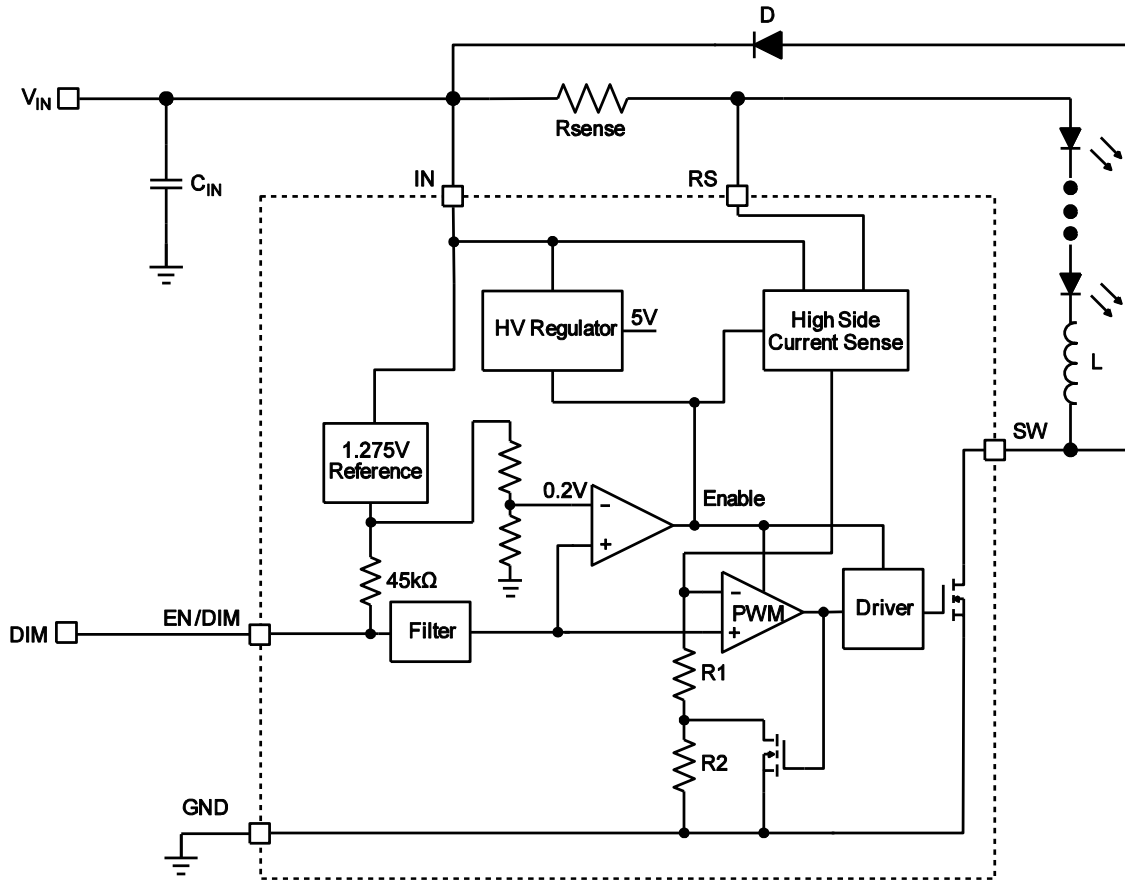 D
VIN
Rsense
CIN
IN
RS
HV Regulator
5V
High Side
Current Sense
L
SW
1.275V
Reference
0.2V
Enable
-
+
45kΩ
EN/DIM
DIM
Filter
-
PWM
+
Driver
R1
R2
GND